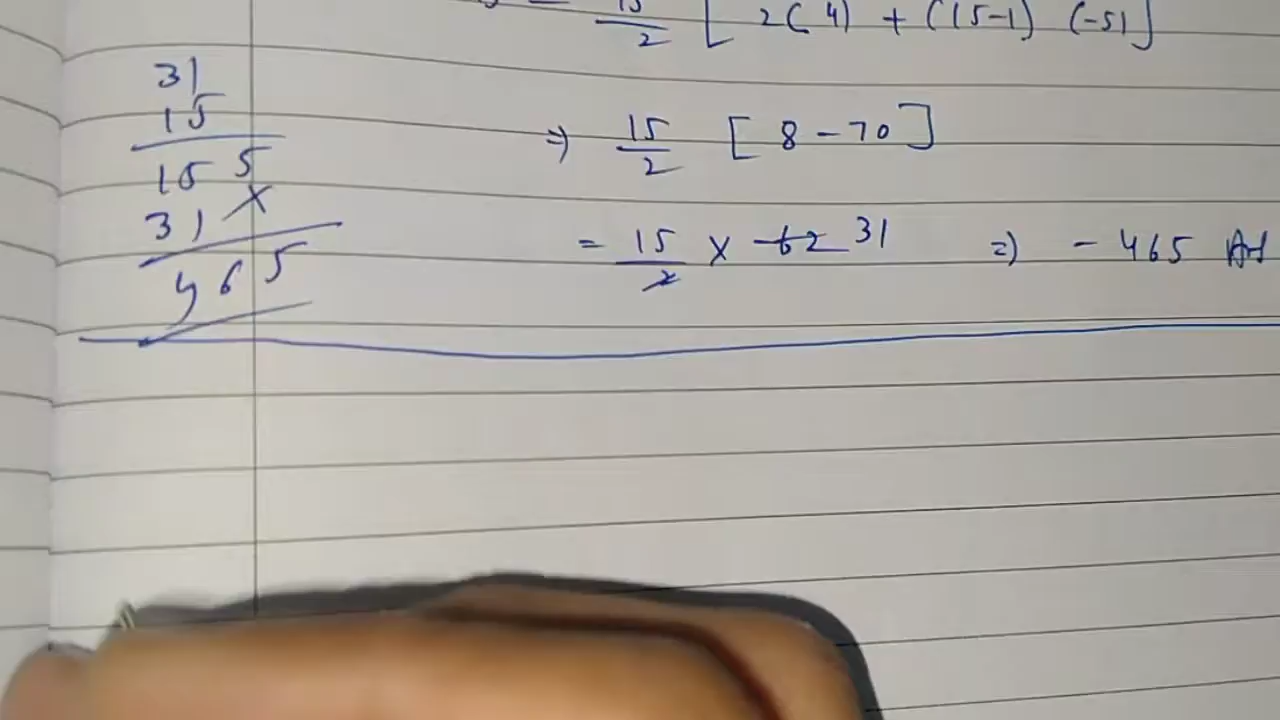 = 15/2 [ 2(4) + (15-1) (-5) ]
31
15
155
31 x
465
=) 15/2 [ 8 - 70 ]
= 15/2 x -62 31 =) - 465 Ans